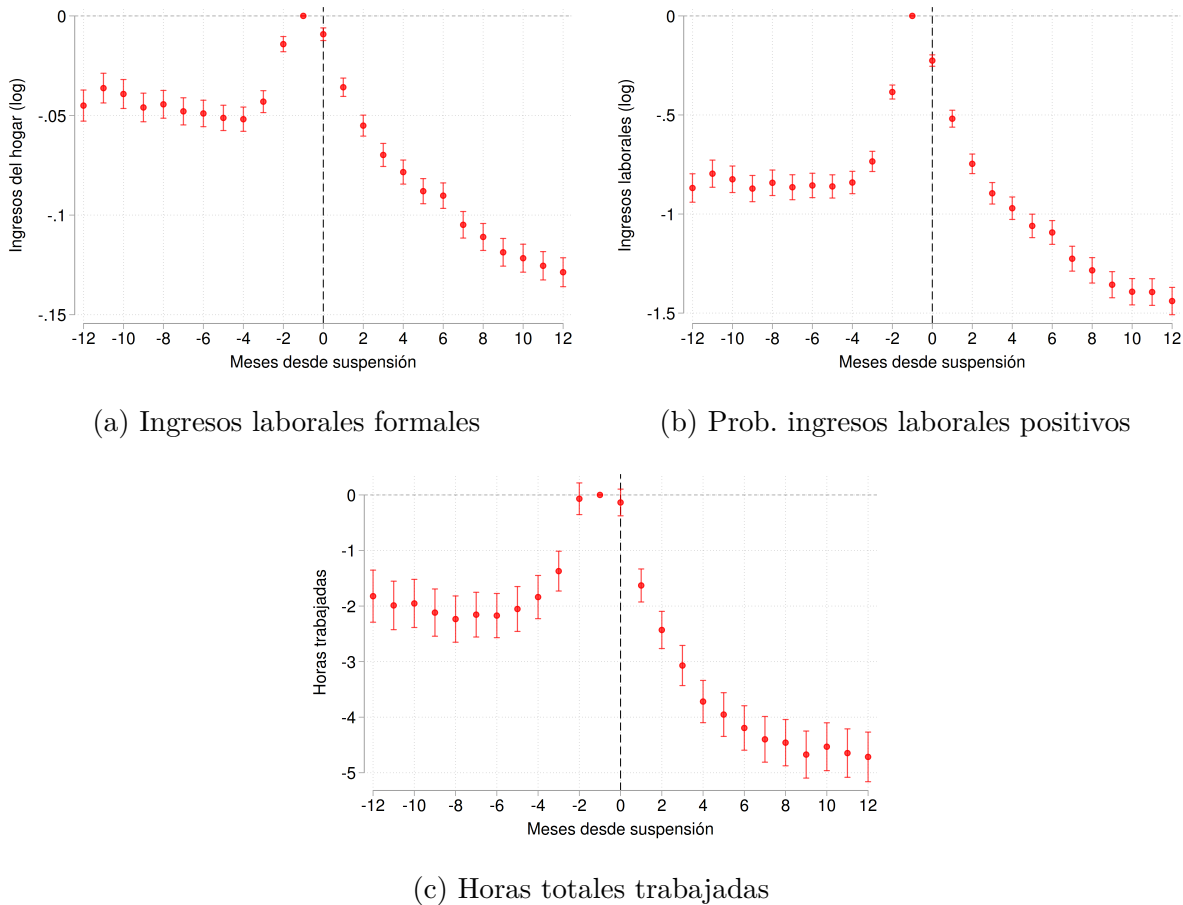 0
-.05
-.1
-.15
Ingresos del hogar (log)
-12 -10 -8 -6 -4 -2 0 2 4 6 8 10 12
Meses desde suspensión
(a) Ingresos laborales formales
0
-.5
-1
-1.5
Ingresos laborales (log)
-12 -10 -8 -6 -4 -2 0 2 4 6 8 10 12
Meses desde suspensión
(b) Prob. ingresos laborales positivos
0
-1
-2
-3
-4
-5
Horas trabajadas
-12 -10 -8 -6 -4 -2 0 2 4 6 8 10 12
Meses desde suspensión
(c) Horas totales trabajadas